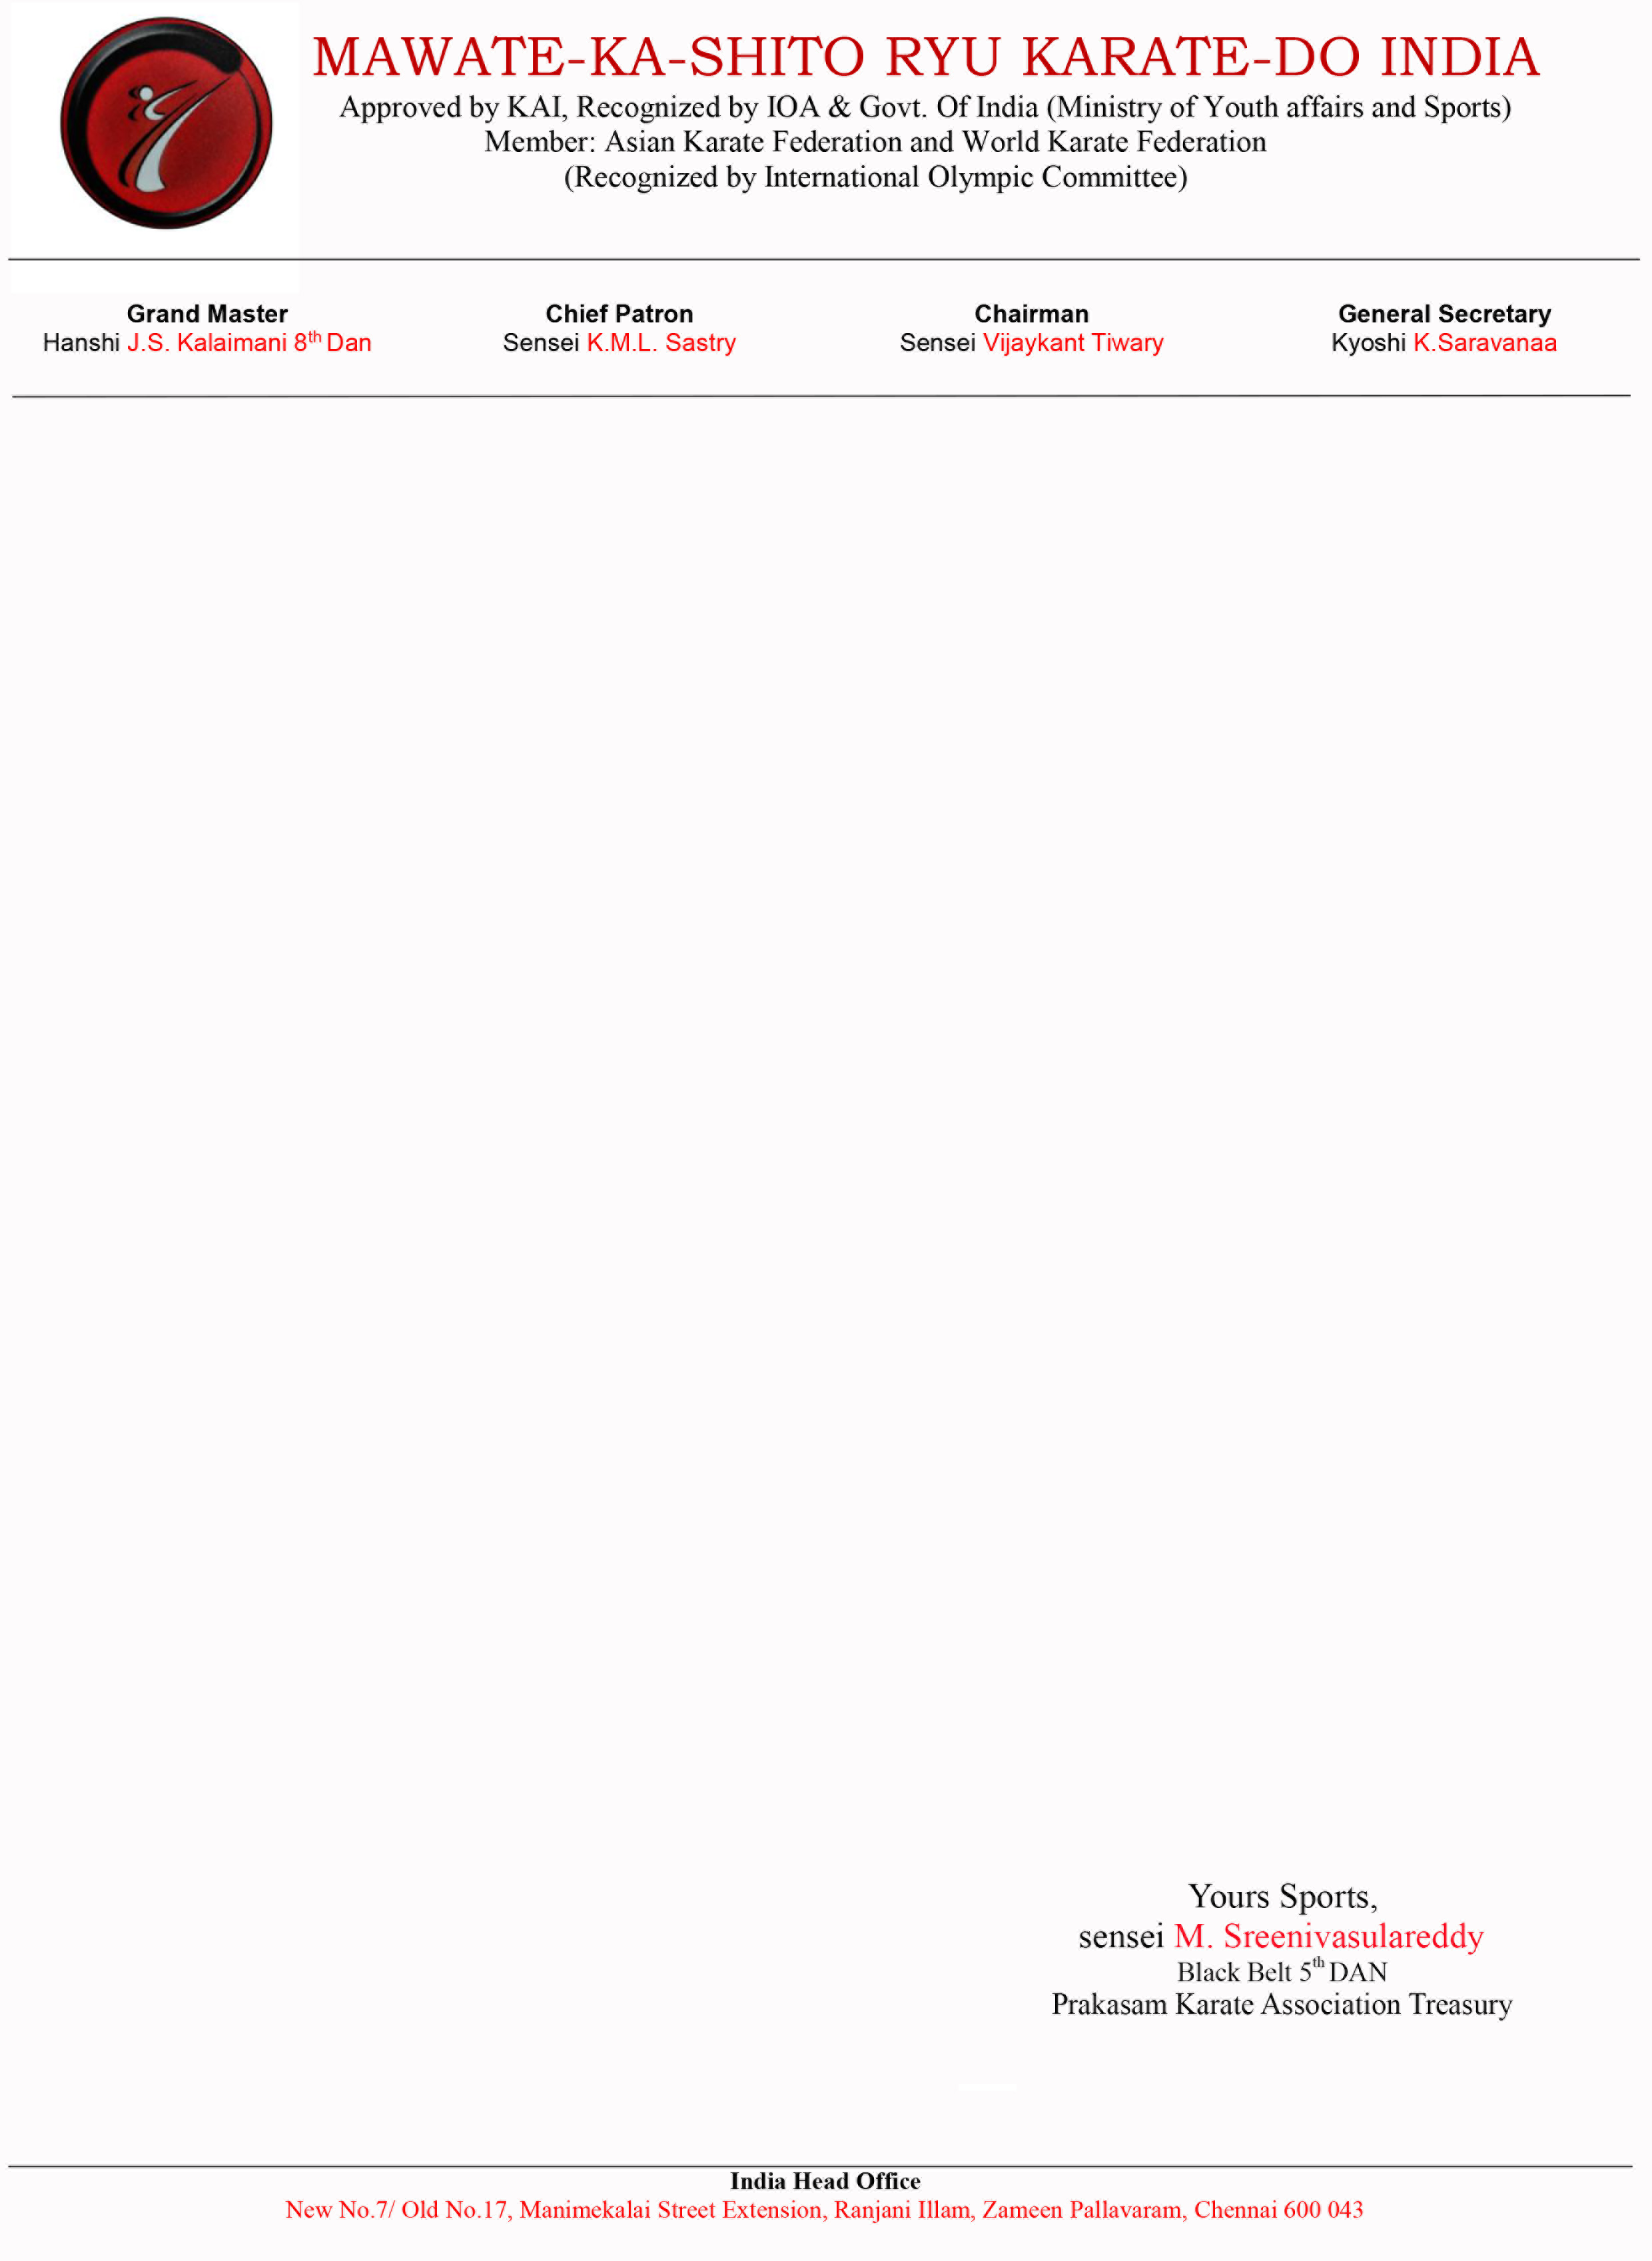 MAWATE-KA-SHITO RYU KARATE-DO INDIA
Approved by KAI, Recognized by IOA & Govt. Of India (Ministry of Youth affairs and Sports)
Member: Asian Karate Federation and World Karate Federation
(Recognized by International Olympic Committee)
Grand Master
Hanshi J.S. Kalaimani 8th Dan
Chief Patron
Sensei K.M.L. Sastry
Chairman
Sensei Vijaykant Tiwary
General Secretary
Kyoshi K.Saravanaa
Yours Sports,
sensei M. Sreenivasulareddy
Black Belt 5th DAN
Prakasam Karate Association Treasury
India Head Office
New No.7/ Old No.17, Manimekalai Street Extension, Ranjani Illam, Zameen Pallavaram, Chennai 600 043